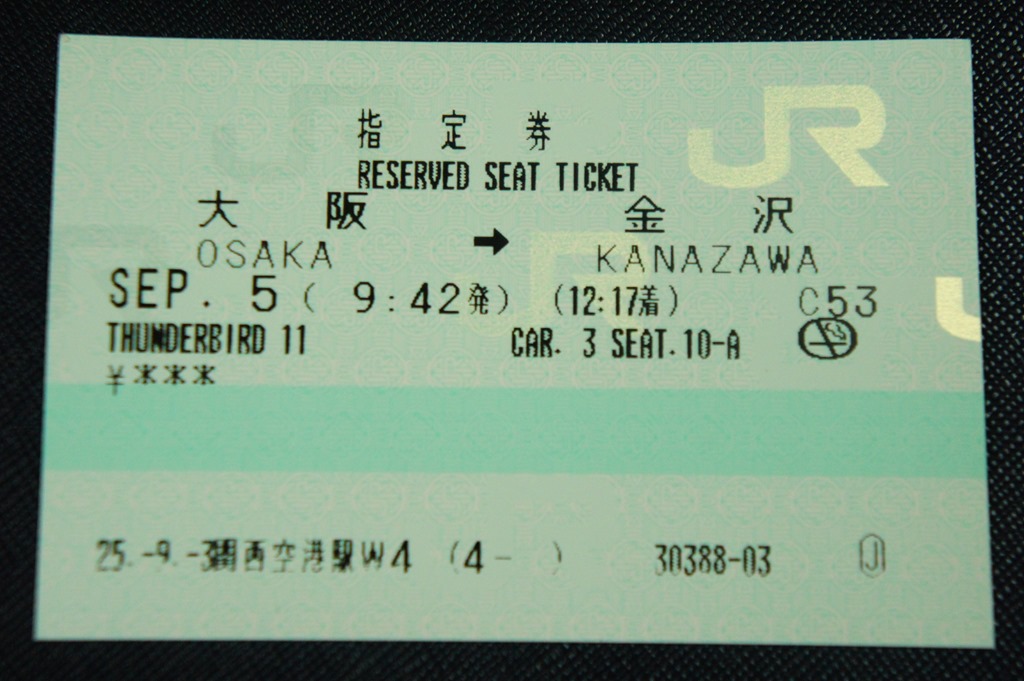 JR
指定券
RESERVED SEAT TICKET
大阪 ➡ 金沢
OSAKA KANAZAWA
SEP. 5 ( 9:42発) (12:17着) C53
THUNDERBIRD 11 CAR. 3 SEAT.10-A
¥***
25.-9.-3関西空港駅W4 (4- ) 30388-03 J